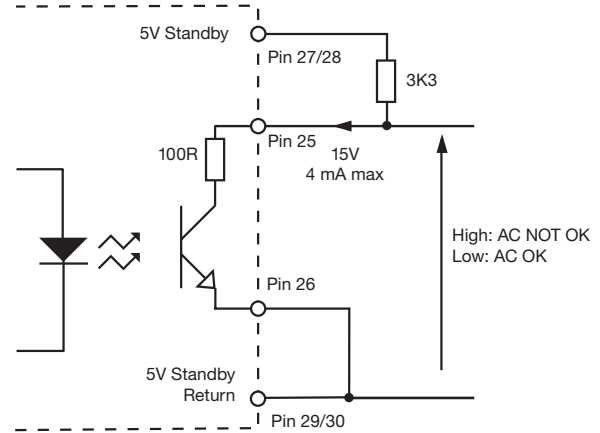 5V Standby
Pin 27/28
3K3
Pin 25
100R
15V
4 mA max
High: AC NOT OK
Low: AC OK
Pin 26
5V Standby
Return
Pin 29/30